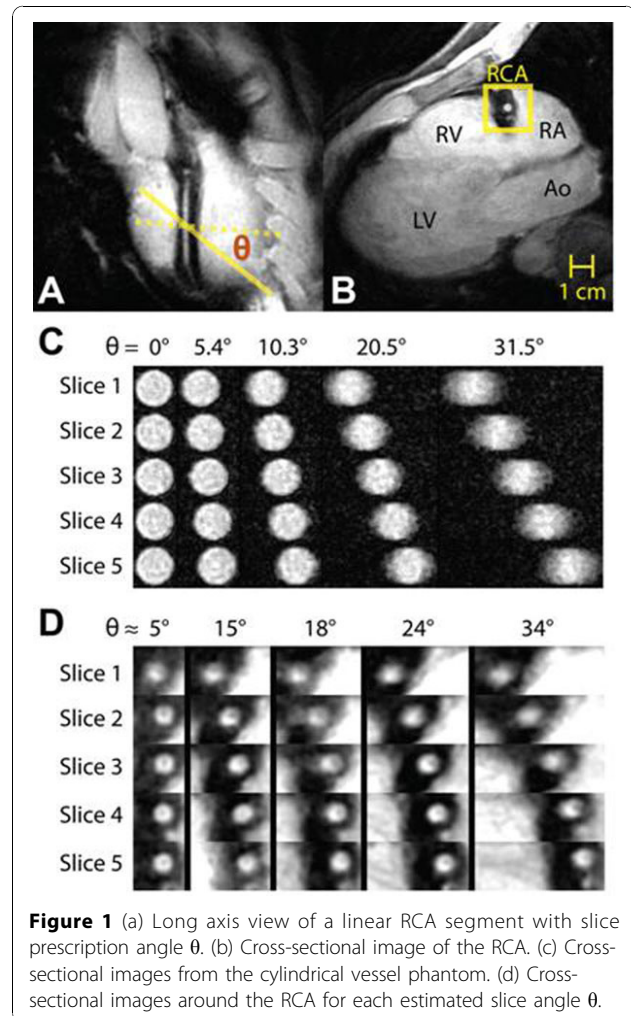 RCA
RV
RA
LV
Ao
θ
1 cm
A
B
C
θ = 0° 5.4° 10.3° 20.5° 31.5°
Slice 1
Slice 2
Slice 3
Slice 4
Slice 5
D
θ ≈ 5° 15° 18° 24° 34°
Slice 1
Slice 2
Slice 3
Slice 4
Slice 5
Figure 1 (a) Long axis view of a linear RCA segment with slice
prescription angle θ. (b) Cross-sectional image of the RCA. (c) Cross-
sectional images from the cylindrical vessel phantom. (d) Cross-
sectional images around the RCA for each estimated slice angle θ.